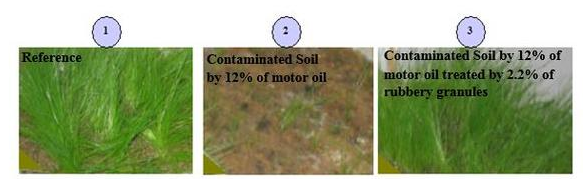 1
2
3
Reference
Contaminated Soil
by 12% of motor oil
Contaminated Soil by 12% of
motor oil treated by 2.2% of
rubbery granules